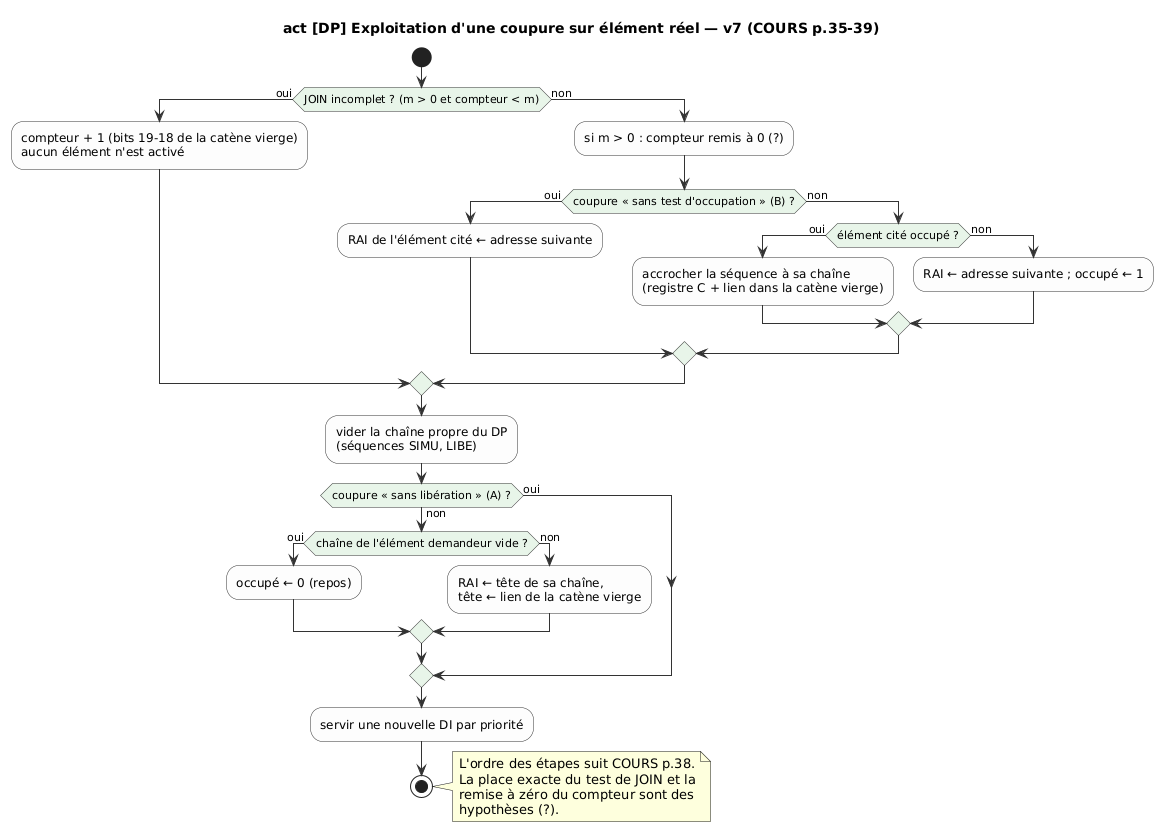 act [DP] Exploitation d'une coupure sur élément réel — v7 (COURS p.35-39)
oui
JOIN incomplet ? (m > 0 et compteur < m)
non
compteur + 1 (bits 19-18 de la catène vierge)
aucun élément n'est activé
si m > 0 : compteur remis à 0 (?)
oui
coupure « sans test d'occupation » (B) ?
non
RAI de l'élément cité ← adresse suivante
oui
élément cité occupé ?
non
accrocher la séquence à sa chaîne
(registre C + lien dans la catène vierge)
RAI ← adresse suivante ; occupé ← 1
vider la chaîne propre du DP
(séquences SIMU, LIBE)
coupure « sans libération » (A) ?
oui
non
oui
chaîne de l'élément demandeur vide ?
non
occupé ← 0 (repos)
RAI ← tête de sa chaîne,
tête ← lien de la catène vierge
servir une nouvelle DI par priorité
L'ordre des étapes suit COURS p.38.
La place exacte du test de JOIN et la
remise à zéro du compteur sont des
hypothèses (?).